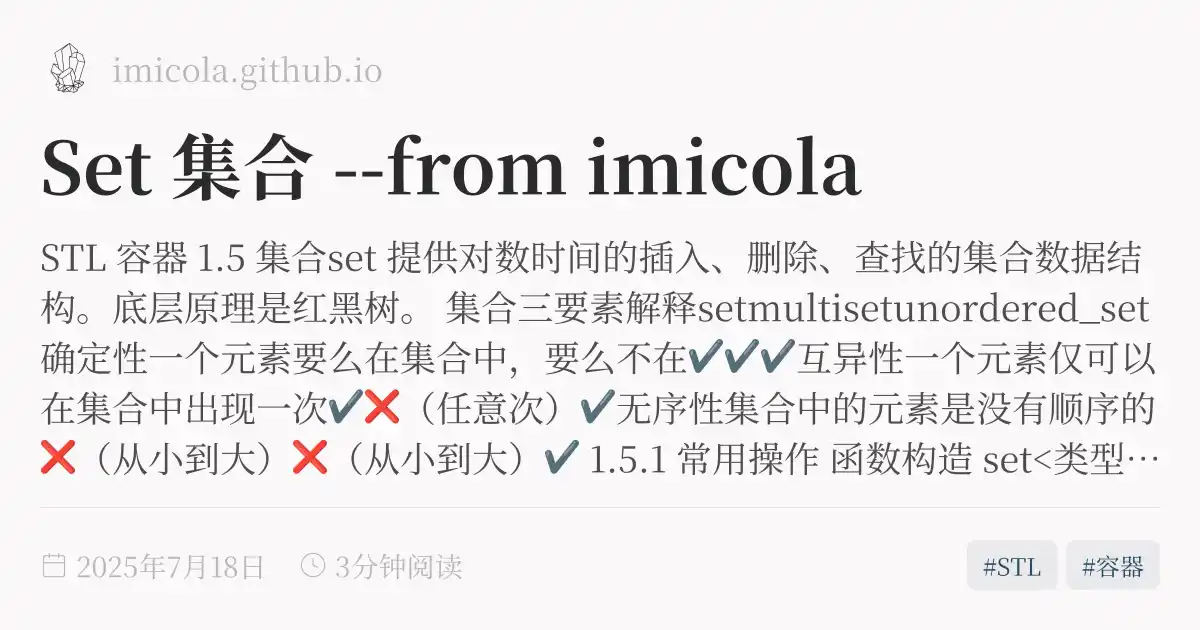 imicola.github.io
Set 集合 --from imicola
STL 容器 1.5 集合set 提供对数时间的插入、删除、查找的集合数据结
构。底层原理是红黑树。 集合三要素解释setmultisetunordered_set
确定性一个元素要么在集合中，要么不在✔✔✔互异性一个元素仅可以
在集合中出现一次✔❌（任意次）✔无序性集合中的元素是没有顺序的
❌（从小到大）❌（从小到大）✔ 1.5.1 常用操作 函数构造 set<类型…
2025年7月18日 3分钟阅读
#STL #容器